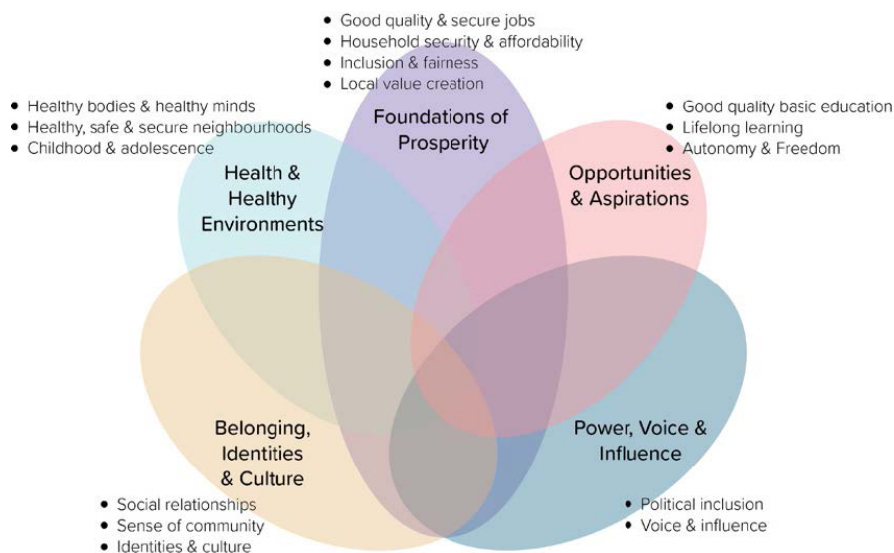 • Good quality & secure jobs
• Household security & affordability
• Inclusion & fairness
• Local value creation
Foundations of
Prosperity
• Healthy bodies & healthy minds
• Healthy, safe & secure neighbourhoods
• Childhood & adolescence
Health &
Healthy
Environments
• Good quality basic education
• Lifelong learning
• Autonomy & Freedom
Opportunities
& Aspirations
Belonging,
Identities
& Culture
• Social relationships
• Sense of community
• Identities & culture
Power, Voice &
Influence
• Political inclusion
• Voice & influence